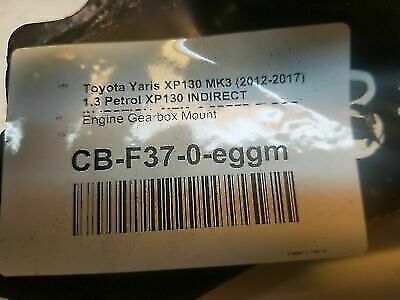 Toyota Yaris XP130 MK3 (2012-2017)
1.3 Petrol XP130 INDIRECT
Engine Gearbox Mount
CB-F37-0-eggm